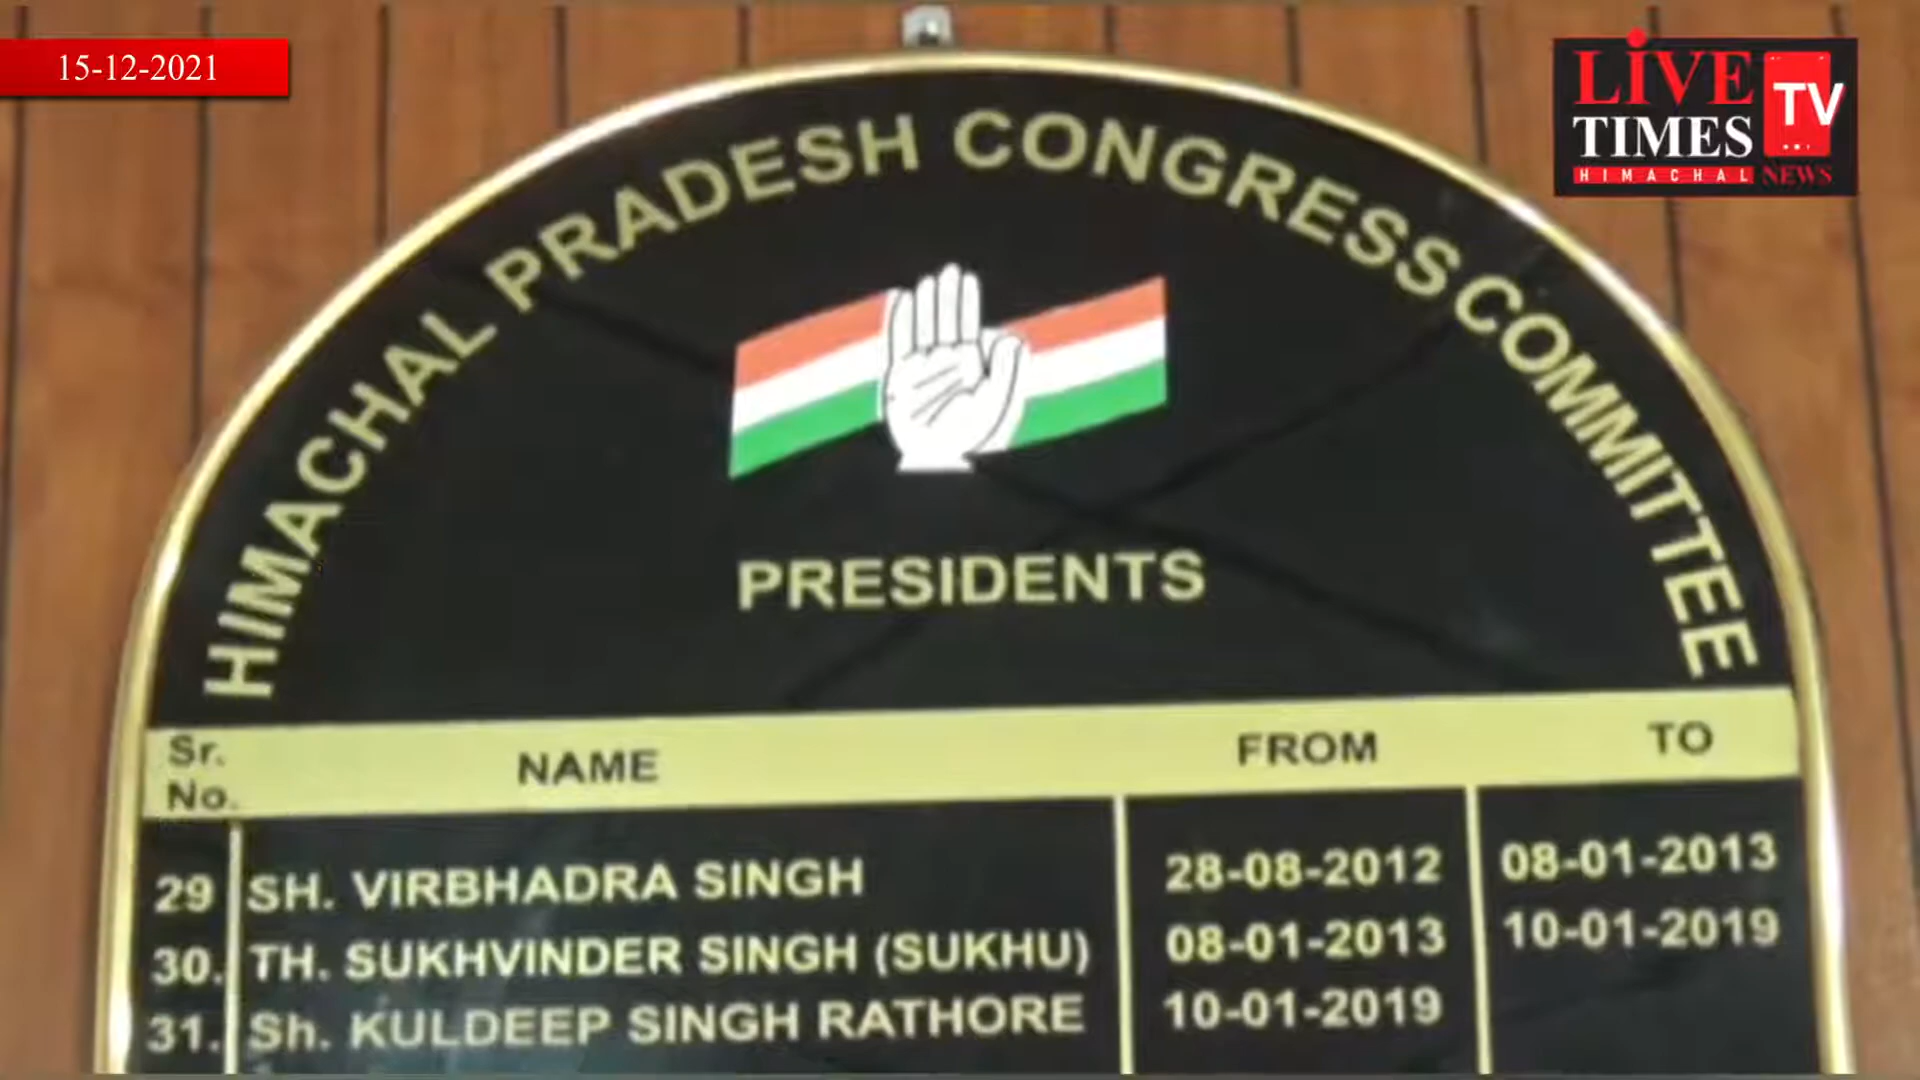 15-12-2021
LiVE TV
TIMES
HIMACHAL NEWS
HIMACHAL PRADESH CONGRESS COMMITTEE
PRESIDENTS
Sr. No. NAME FROM TO
29 SH. VIRBHADRA SINGH 28-08-2012 08-01-2013
30. TH. SUKHVINDER SINGH (SUKHU) 08-01-2013 10-01-2019
31. Sh. KULDEEP SINGH RATHORE 10-01-2019